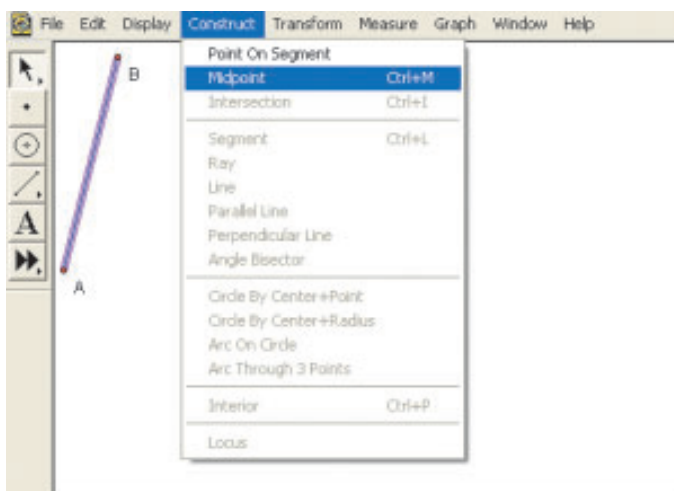 File Edit Display Construct Transform Measure Graph Window Help
Point On Segment
Midpoint Ctrl+M
Intersection Ctrl+I
Segment Ctrl+L
Ray
Line
Parallel Line
Perpendicular Line
Angle Bisector
Circle By Center+Point
Circle By Center+Radius
Arc On Circle
Arc Through 3 Points
Interior Ctrl+P
Locus
B
A
A